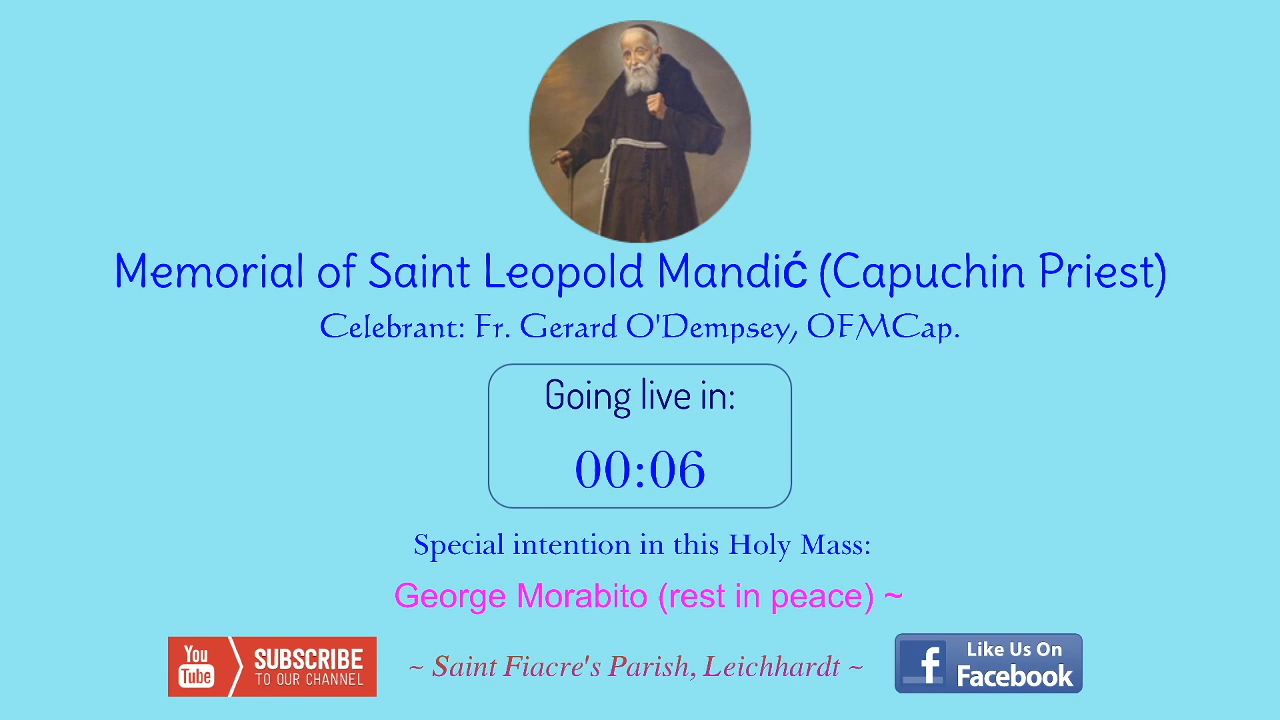 Memorial of Saint Leopold Mandić (Capuchin Priest)
Celebrant: Fr. Gerard O'Dempsey, OFMCap.
Going live in:
00:06
Special intention in this Holy Mass:
George Morabito (rest in peace) ~
You Tube SUBSCRIBE TO OUR CHANNEL
~ Saint Fiacre's Parish, Leichhardt ~
f Like Us On Facebook